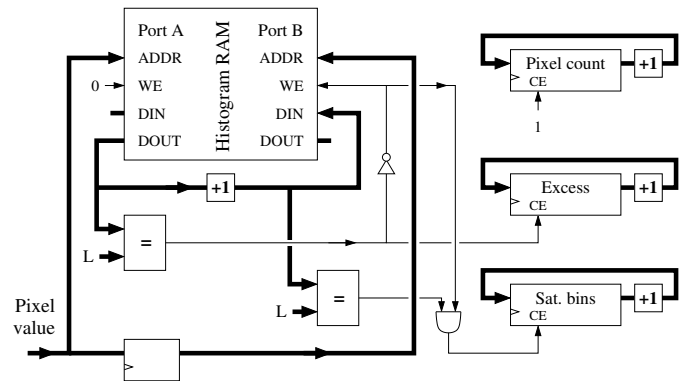 Port A
Port B
Histogram RAM
ADDR
ADDR
0
WE
WE
DIN
DIN
DOUT
DOUT
Pixel count
CE
+1
1
+1
Excess
CE
+1
=
L
=
L
Sat. bins
CE
+1
Pixel
value